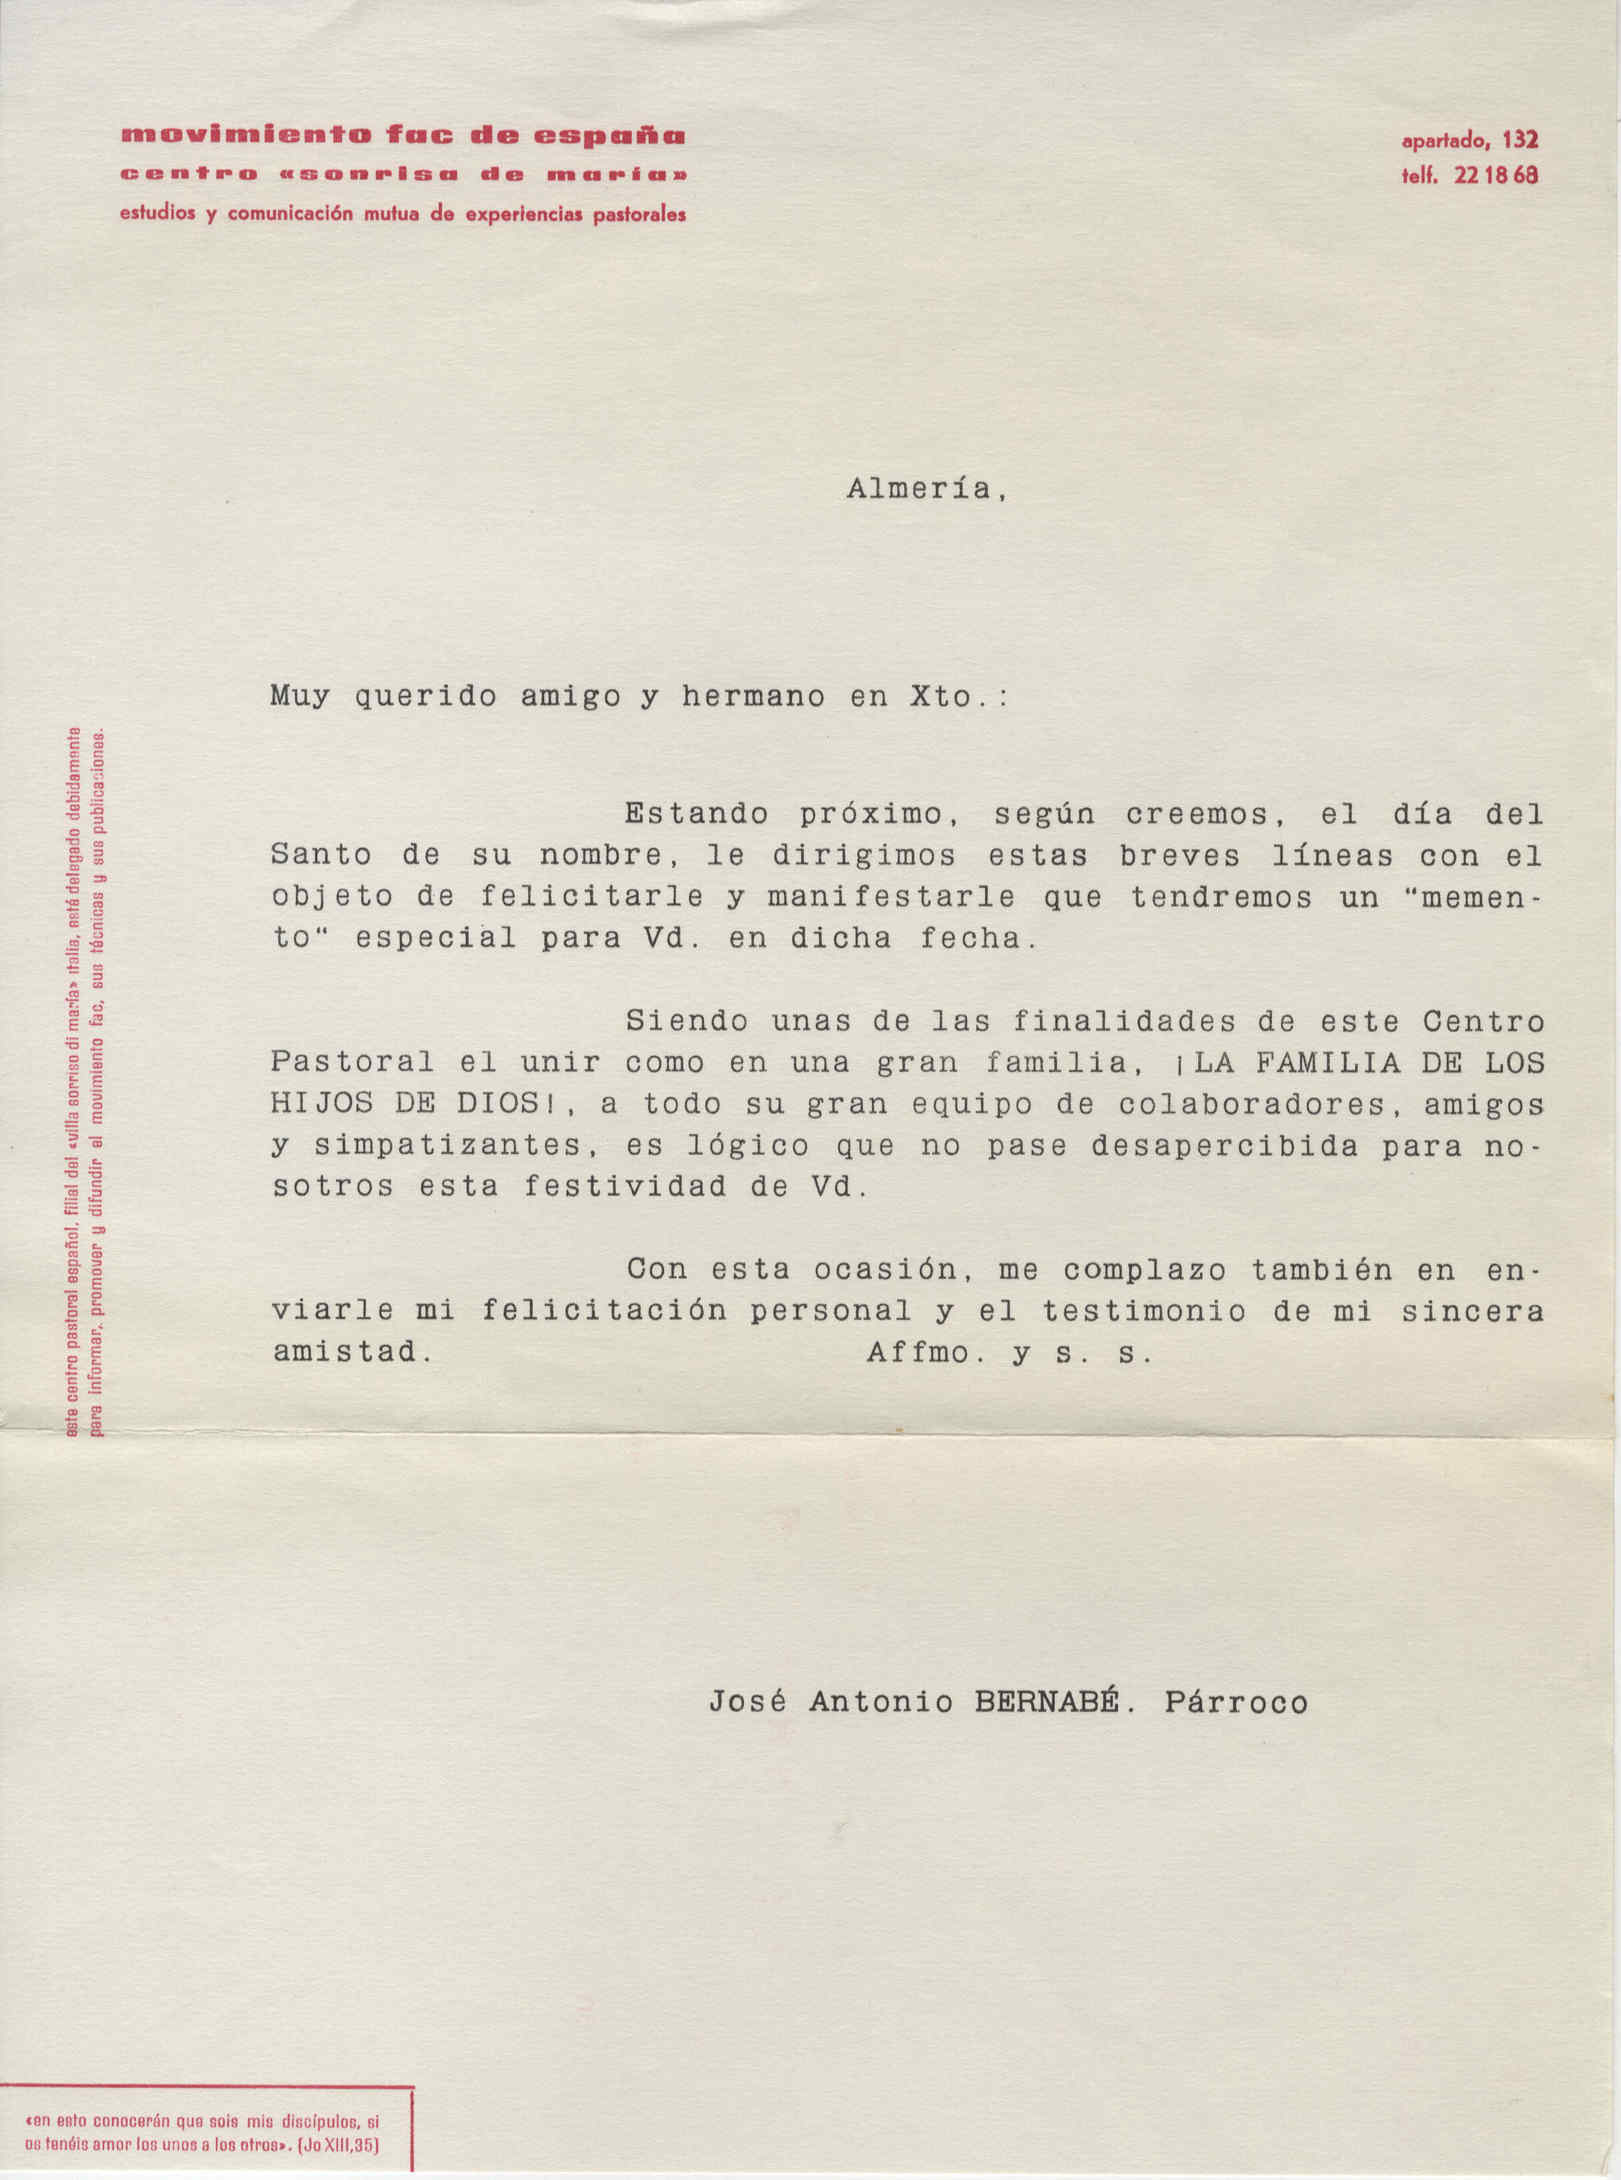 movimiento fac de españa
centro «sonrisa de maría»
estudios y comunicación mutua de experiencias pastorales
apartado, 132
telf. 22 18 68
Almería,
Muy querido amigo y hermano en Xto.:
Estando próximo, según creemos, el día del
Santo de su nombre, le dirigimos estas breves líneas con el
objeto de felicitarle y manifestarle que tendremos un "memen-
to" especial para Vd. en dicha fecha.
Siendo unas de las finalidades de este Centro
Pastoral el unir como en una gran familia, ¡LA FAMILIA DE LOS
HIJOS DE DIOS!, a todo su gran equipo de colaboradores, amigos
y simpatizantes, es lógico que no pase desapercibida para no-
sotros esta festividad de Vd.
Con esta ocasión, me complazo también en en-
viarle mi felicitación personal y el testimonio de mi sincera
amistad. Affmo. y s. s.
José Antonio BERNABÉ. Párroco
este centro pastoral español, filial del «villa sorriso di maría» italia, está delegado debidamente
para informar, promover y difundir el movimiento fac, sus técnicas y sus publicaciones.
«en esto conocerán que sois mis discípulos, si
os tenéis amor los unos a los otros». (Jo XIII,35)